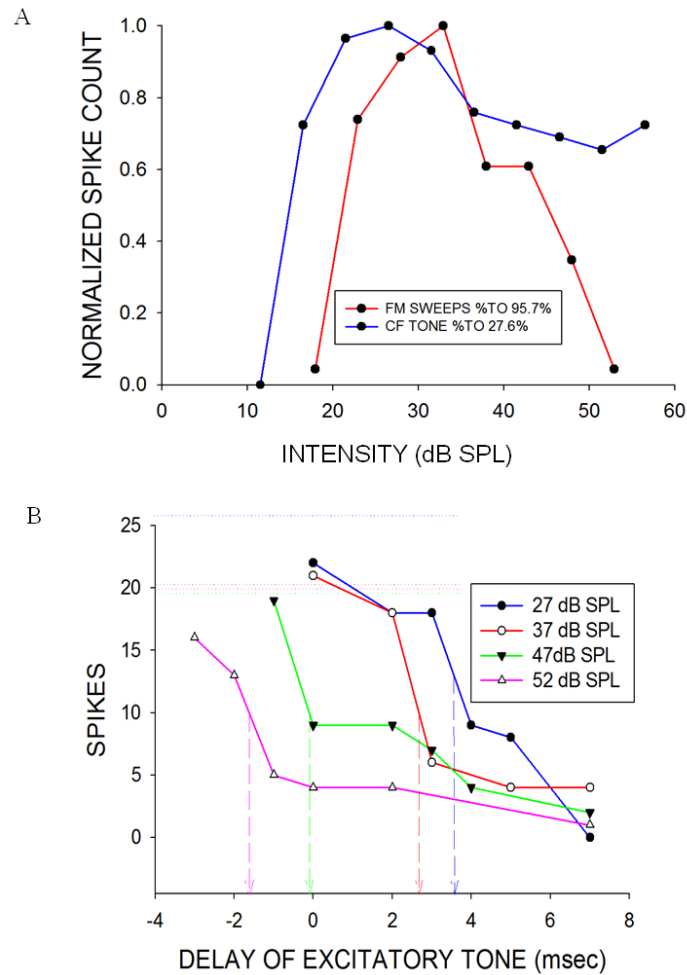 A
NORMALIZED SPIKE COUNT
1.0
0.8
0.6
0.4
0.2
0.0
FM SWEEPS %TO 95.7%
CF TONE %TO 27.6%
0 10 20 30 40 50 60
INTENSITY (dB SPL)
B
SPIKES
25
20
15
10
5
0
27 dB SPL
37 dB SPL
47dB SPL
52 dB SPL
-4 -2 0 2 4 6 8
DELAY OF EXCITATORY TONE (msec)